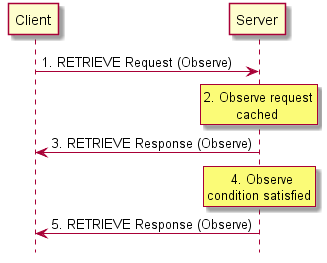 Client
Server
1. RETRIEVE Request (Observe)
2. Observe request
cached
3. RETRIEVE Response (Observe)
4. Observe
condition satisfied
5. RETRIEVE Response (Observe)